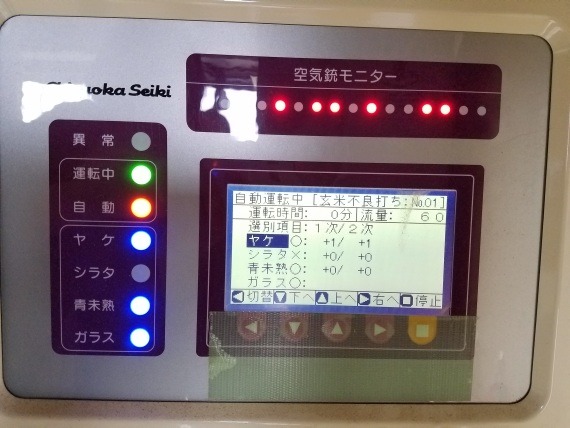 Shizuoka Seiki
空気銃モニター
異常
運転中
自動
ヤケ
シラタ
青未熟
ガラス
自動運転中 [玄米不良打ち:№01]
運転時間: 0分 流量: 60
選別項目: 1次/2次
ヤケ ○: +1/ +1
シラタ×: +0/ +0
青未熟○: +0/ +0
ガラス○:
◀切替▼下へ▲上へ▶右へ■停止